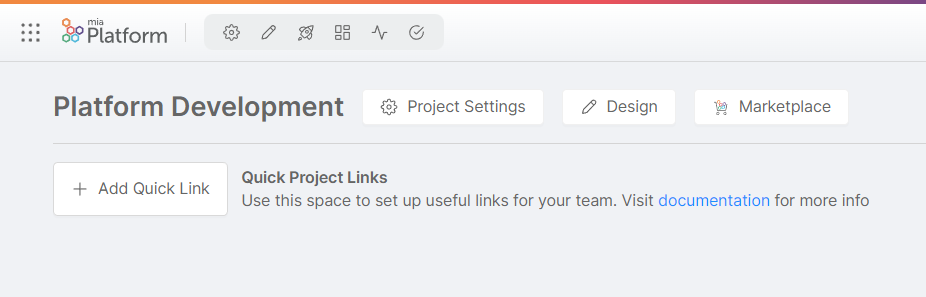 mia
Platform
Platform Development
Project Settings
Design
Marketplace
Add Quick Link
Quick Project Links
Use this space to set up useful links for your team. Visit documentation for more info